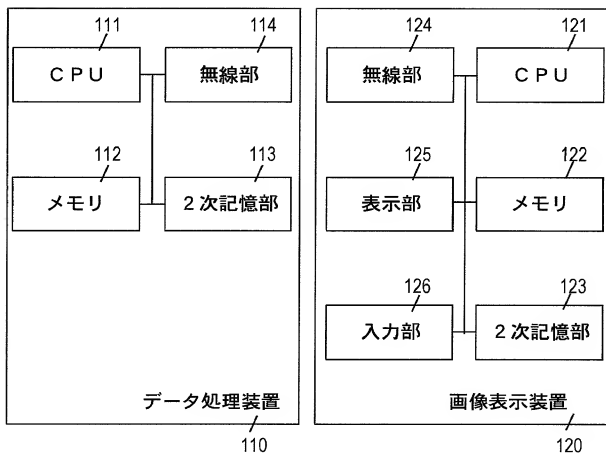 111
114
CPU
無線部
112
113
メモリ
2次記憶部
データ処理装置
110
124
121
無線部
CPU
125
122
表示部
メモリ
126
123
入力部
2次記憶部
画像表示装置
120